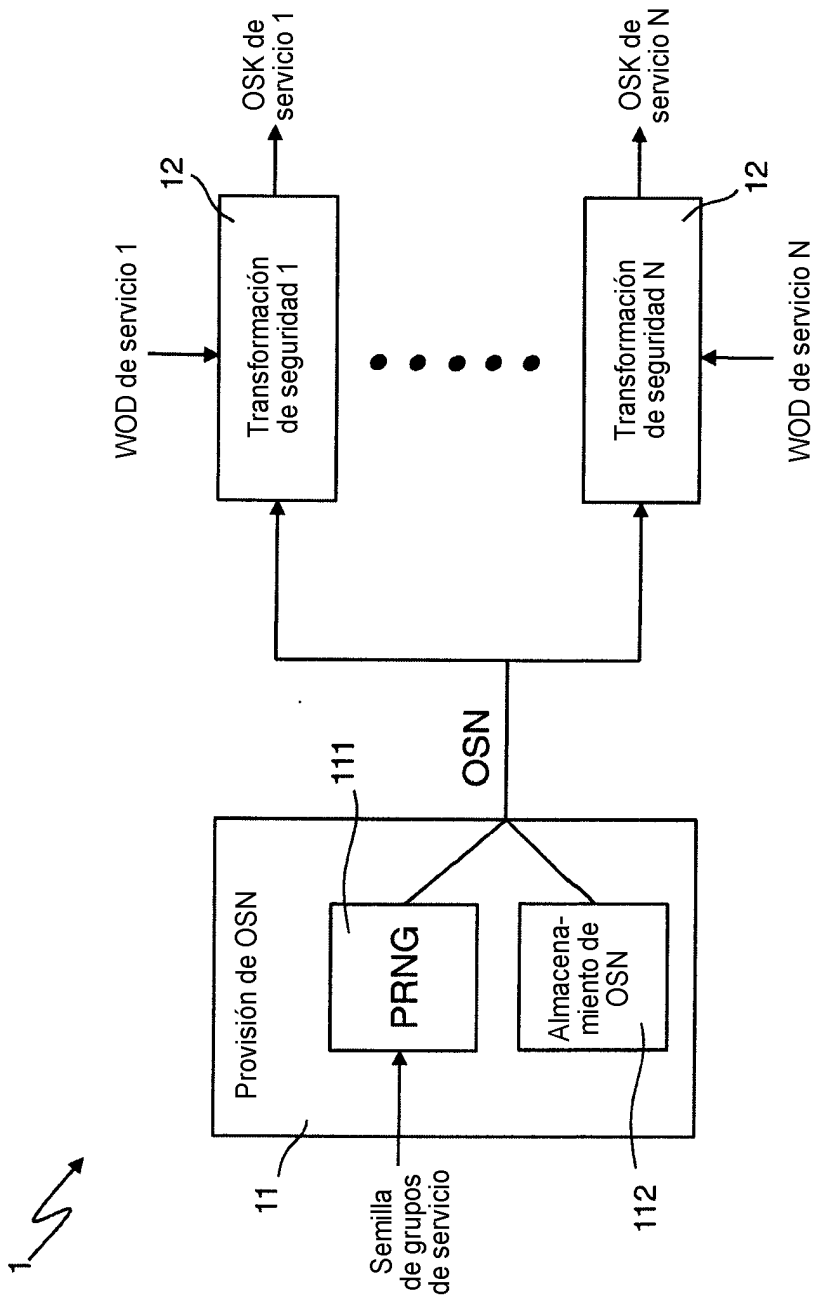 1
11
Provisión de OSN
Semilla
de grupos
de servicio
111
PRNG
112
Almacena-
miento de
OSN
OSN
WOD de servicio 1
12
Transformación
de seguridad 1
OSK de
servicio 1
WOD de servicio N
12
Transformación
de seguridad N
OSK de
servicio N